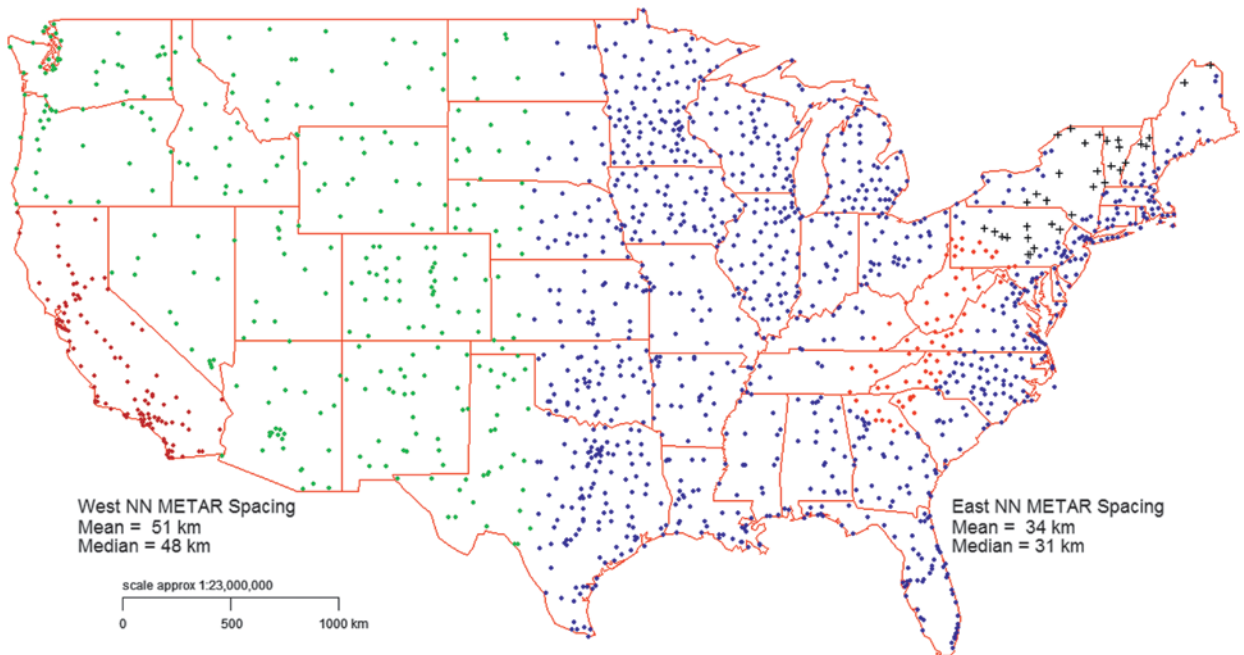 West NN METAR Spacing
Mean = 51 km
Median = 48 km
East NN METAR Spacing
Mean = 34 km
Median = 31 km
scale approx 1:23,000,000
0 500 1000 km